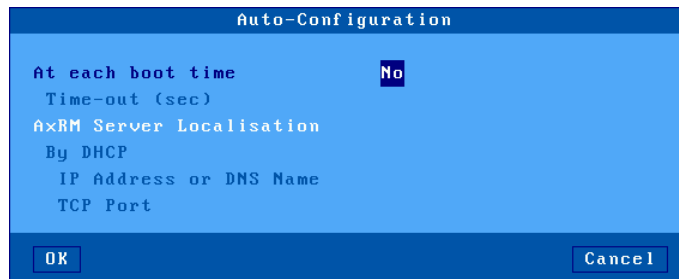 Auto-Configuration
At each boot time No
Time-out (sec)
AxRM Server Localisation
By DHCP
IP Address or DNS Name
TCP Port
OK Cancel